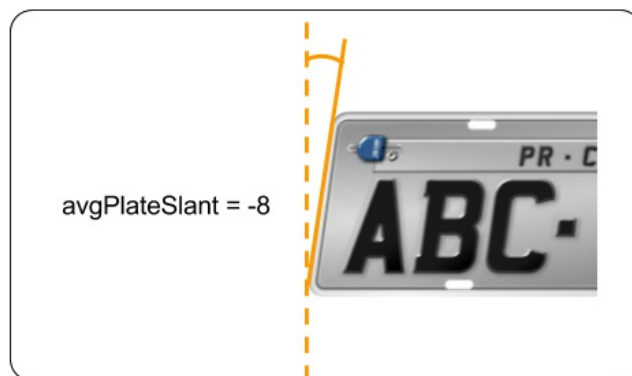 PR · C
avgPlateSlant = -8
ABC·